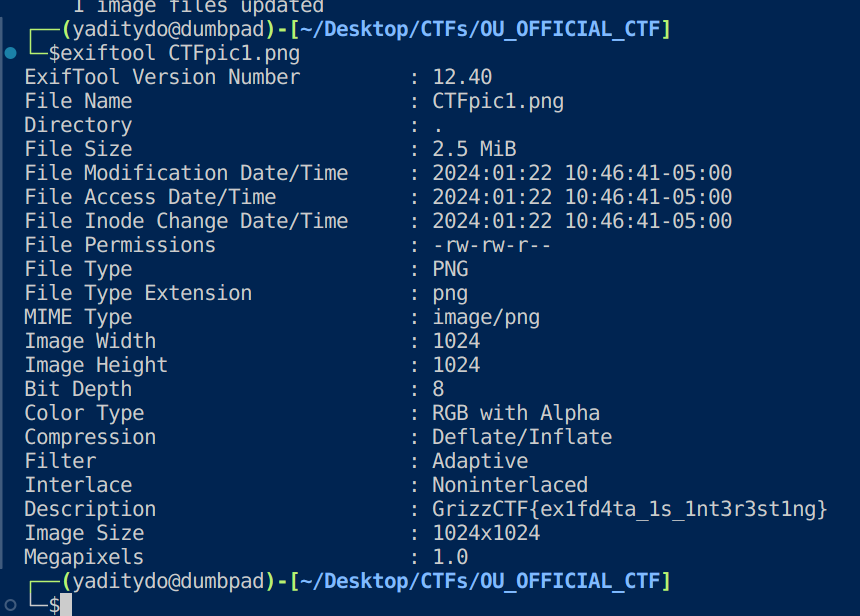 1 image files updated
┌──(yaditydo@dumbpad)-[~/Desktop/CTFs/OU_OFFICIAL_CTF]
└─$exiftool CTFpic1.png
ExifTool Version Number : 12.40
File Name : CTFpic1.png
Directory : .
File Size : 2.5 MiB
File Modification Date/Time : 2024:01:22 10:46:41-05:00
File Access Date/Time : 2024:01:22 10:46:41-05:00
File Inode Change Date/Time : 2024:01:22 10:46:41-05:00
File Permissions : -rw-rw-r--
File Type : PNG
File Type Extension : png
MIME Type : image/png
Image Width : 1024
Image Height : 1024
Bit Depth : 8
Color Type : RGB with Alpha
Compression : Deflate/Inflate
Filter : Adaptive
Interlace : Noninterlaced
Description : GrizzCTF{ex1fd4ta_1s_1nt3r3st1ng}
Image Size : 1024x1024
Megapixels : 1.0
┌──(yaditydo@dumbpad)-[~/Desktop/CTFs/OU_OFFICIAL_CTF]
└─$